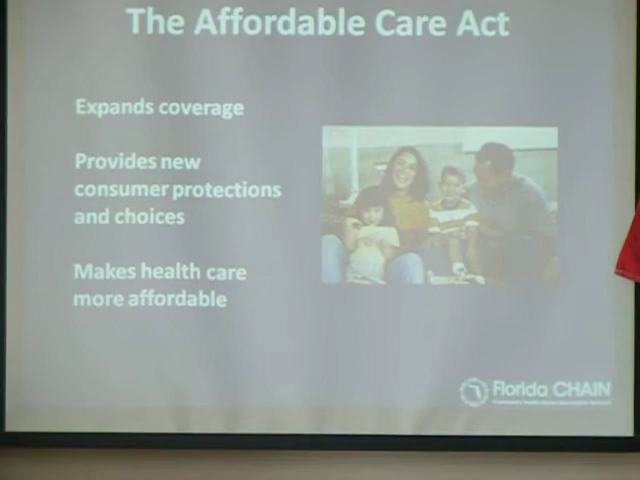 The Affordable Care Act
Expands coverage
Provides new
consumer protections
and choices
Makes health care
more affordable
Florida CHAIN